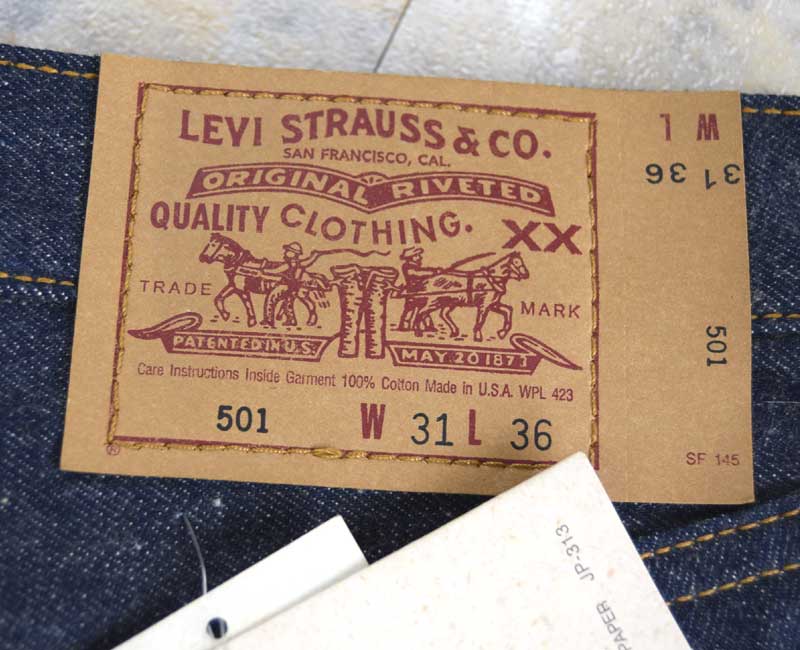 LEVI STRAUSS & CO.
SAN FRANCISCO, CAL.
ORIGINAL RIVETED
QUALITY CLOTHING.
XX
TRADE MARK
PATENTED IN U.S. MAY 20 1873
Care Instructions Inside Garment 100% Cotton Made in U.S.A. WPL 423
501 W 31 L 36
®
W L
31 36
501
SF 145
PAPER JP-313